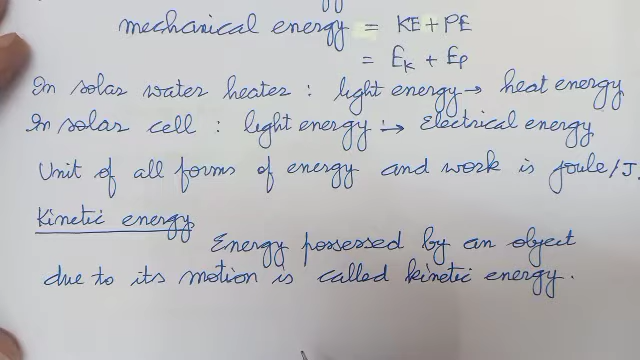 mechanical energy = KE + PE
= Ek + Ep
In solar water heater : light energy → heat energy
In solar cell : light energy → Electrical energy
Unit of all forms of energy and work is joule/J.
Kinetic energy
Energy possessed by an object
due to its motion is called kinetic energy.